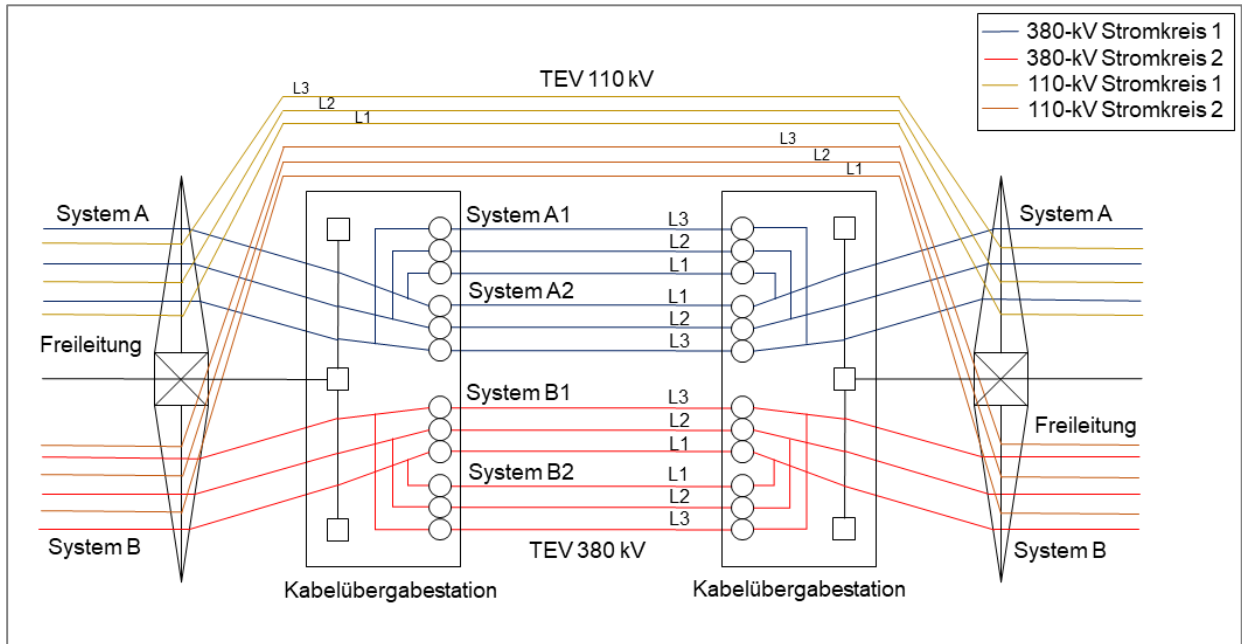 380-kV Stromkreis 1
380-kV Stromkreis 2
110-kV Stromkreis 1
110-kV Stromkreis 2
TEV 110 kV
L3
L2
L1
L3
L2
L1
System A
System A1
L3
System A
L2
L1
System A2
L1
L2
L3
Freileitung
System B1
L3
L2
Freileitung
L1
System B2
L1
L2
L3
System B
TEV 380 kV
System B
Kabelübergabestation
Kabelübergabestation